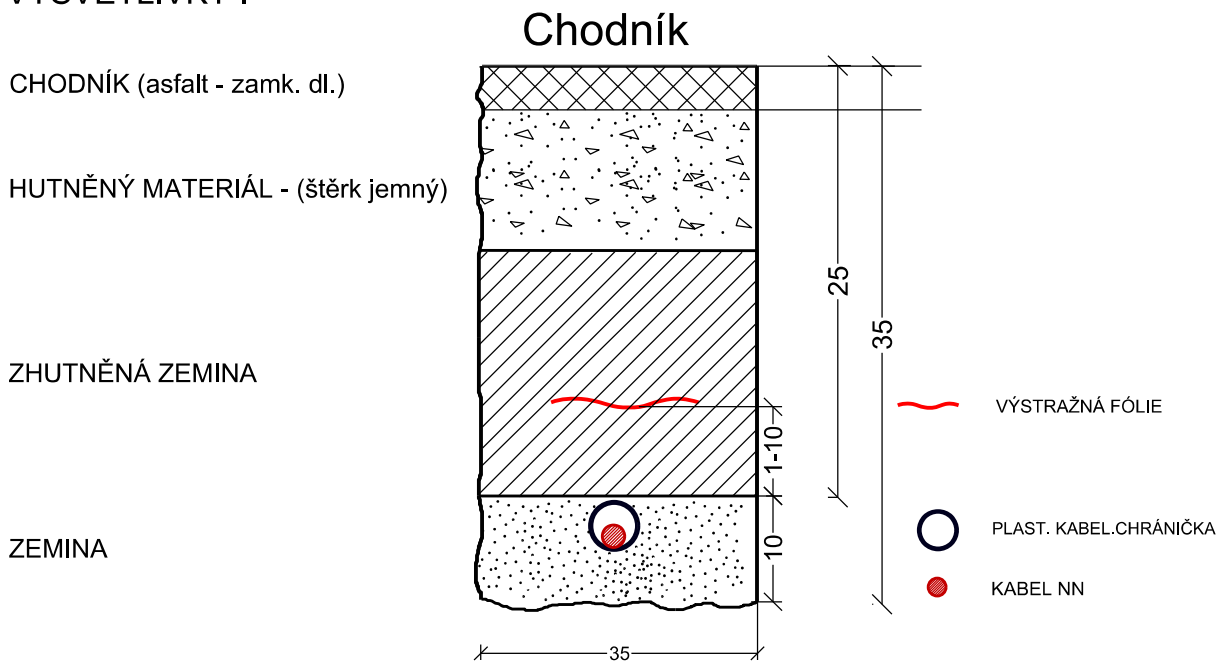 Chodník
CHODNÍK (asfalt - zamk. dl.)
HUTNĚNÝ MATERIÁL - (štěrk jemný)
25
35
ZHUTNĚNÁ ZEMINA
VÝSTRAŽNÁ FÓLIE
1-10
PLAST. KABEL.CHRÁNIČKA
ZEMINA
10
KABEL NN
35